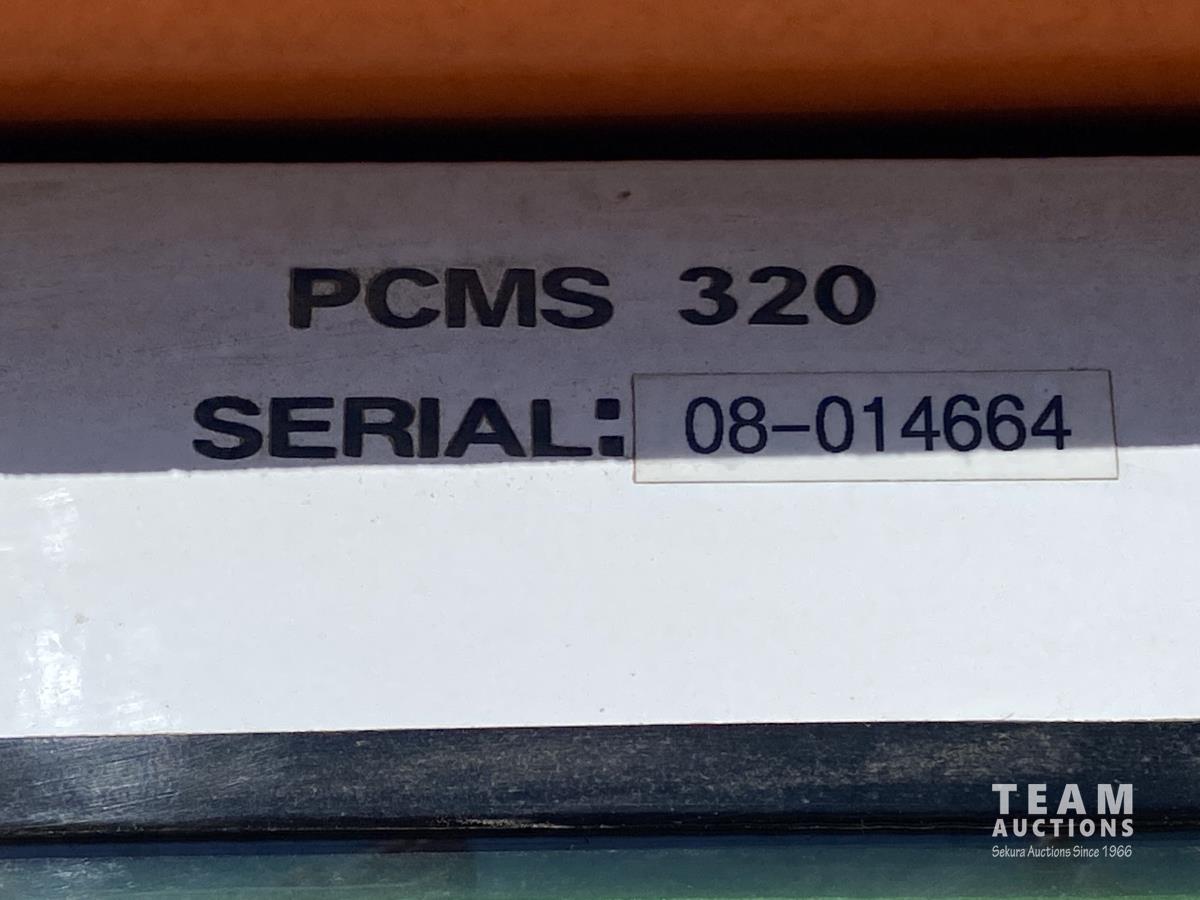 PCMS 320
SERIAL: 08-014664
TEAM
AUCTIONS
Sekura Auctions Since 1966